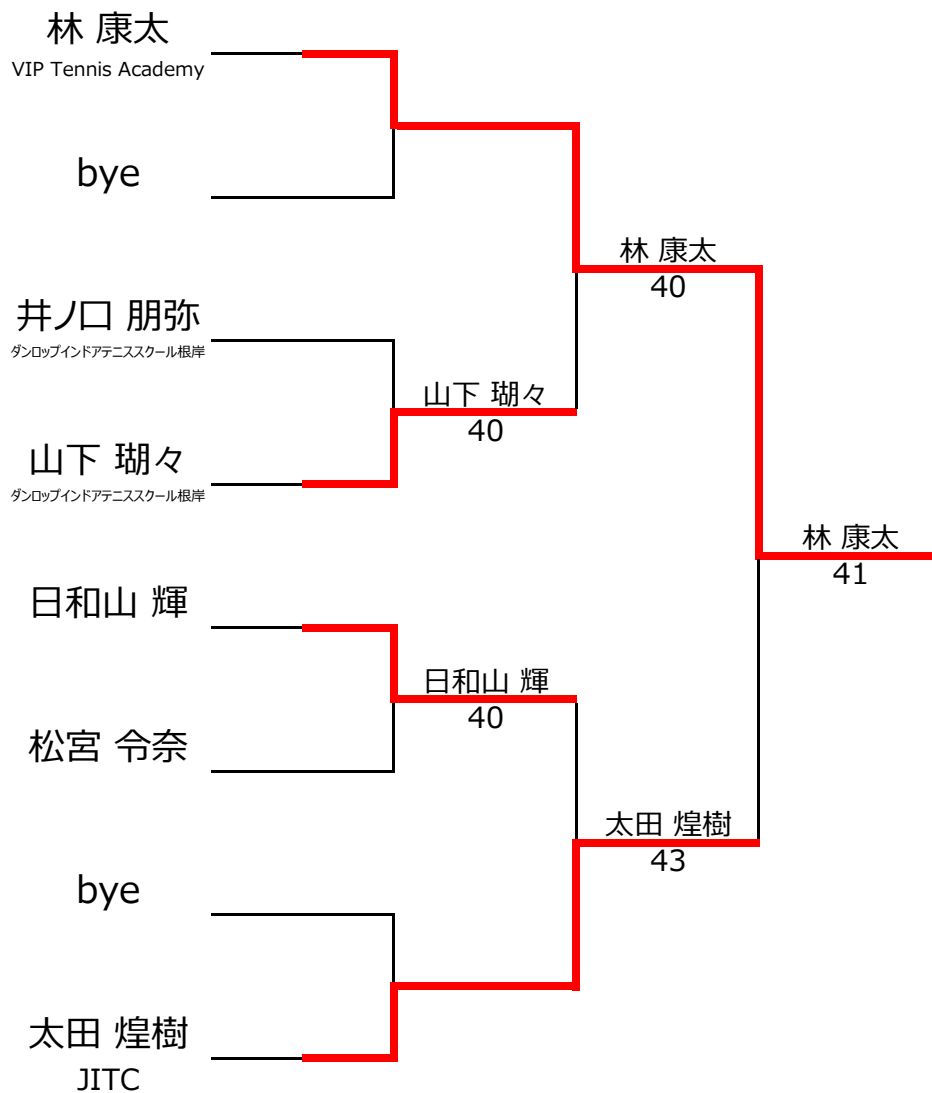 林 康太
VIP Tennis Academy
bye
林 康太
40
井ノ口 朋弥
ダンロップインドアテニススクール根岸
山下 瑚々
40
山下 瑚々
ダンロップインドアテニススクール根岸
林 康太
41
日和山 輝
日和山 輝
40
松宮 令奈
太田 煌樹
43
bye
太田 煌樹
JITC